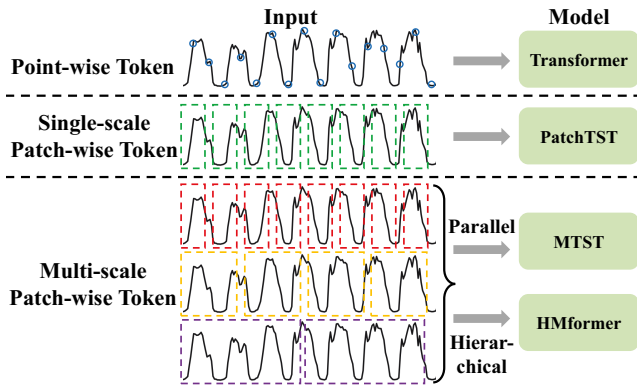 Input
Model
Point-wise Token
Transformer
Single-scale
Patch-wise Token
PatchTST
Multi-scale
Patch-wise Token
Parallel
MTST
Hierar-
chical
HMformer